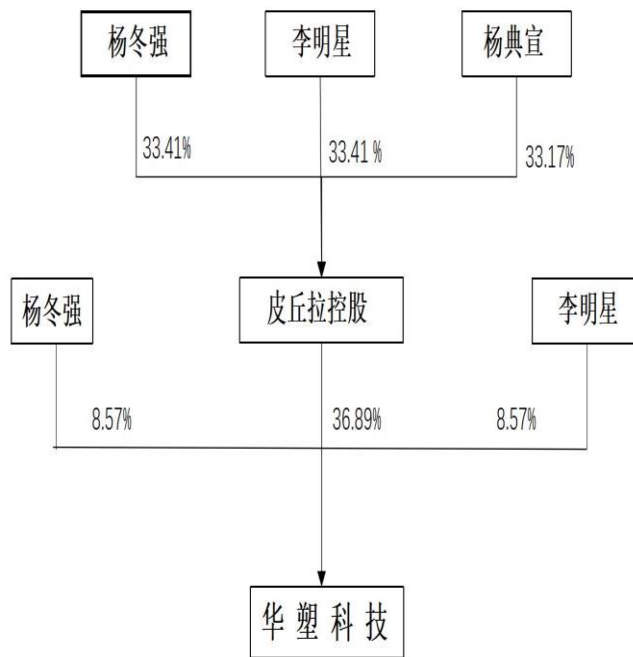 杨冬强
李明星
杨典宣
33.41%
33.41 %
33.17%
杨冬强
皮丘拉控股
李明星
8.57%
36.89%
8.57%
华塑科技